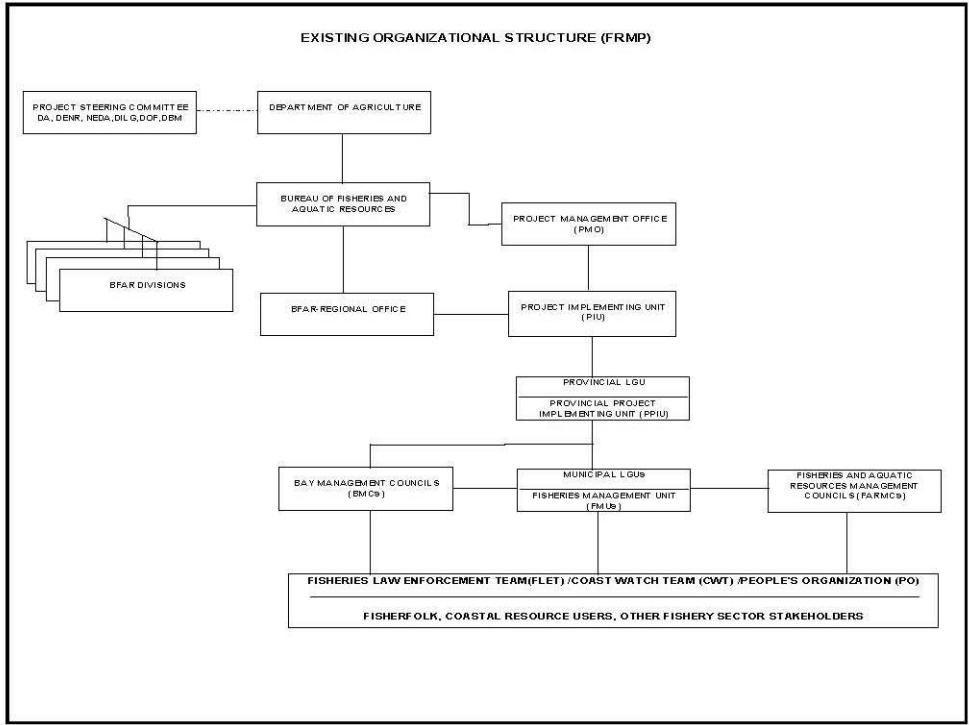 EXISTING ORGANIZATIONAL STRUCTURE (FRMP)
PROJECT STEERING COMMITTEE
DA, DENR, NEDA,DILG,DOF,DBM
DEPARTMENT OF AGRICULTURE
BUREAU OF FISHERIES AND
AQUATIC RESOURCES
PROJECT MANAGEMENT OFFICE
(PMO)
BFAR DIVISIONS
BFAR-REGIONAL OFFICE
PROJECT IMPLEMENTING UNIT
(PIU)
PROVINCIAL LGU
PROVINCIAL PROJECT
IMPLEMENTING UNIT (PPIU)
BAY MANAGEMENT COUNCILS
(BMCs)
MUNICIPAL LGUs
FISHERIES MANAGEMENT UNIT
(FMUs)
FISHERIES AND AQUATIC
RESOURCES MANAGEMENT
COUNCILS (FARMCs)
FISHERIES LAW ENFORCEMENT TEAM(FLET) /COAST WATCH TEAM (CWT) /PEOPLE'S ORGANIZATION (PO)
FISHERFOLK, COASTAL RESOURCE USERS, OTHER FISHERY SECTOR STAKEHOLDERS